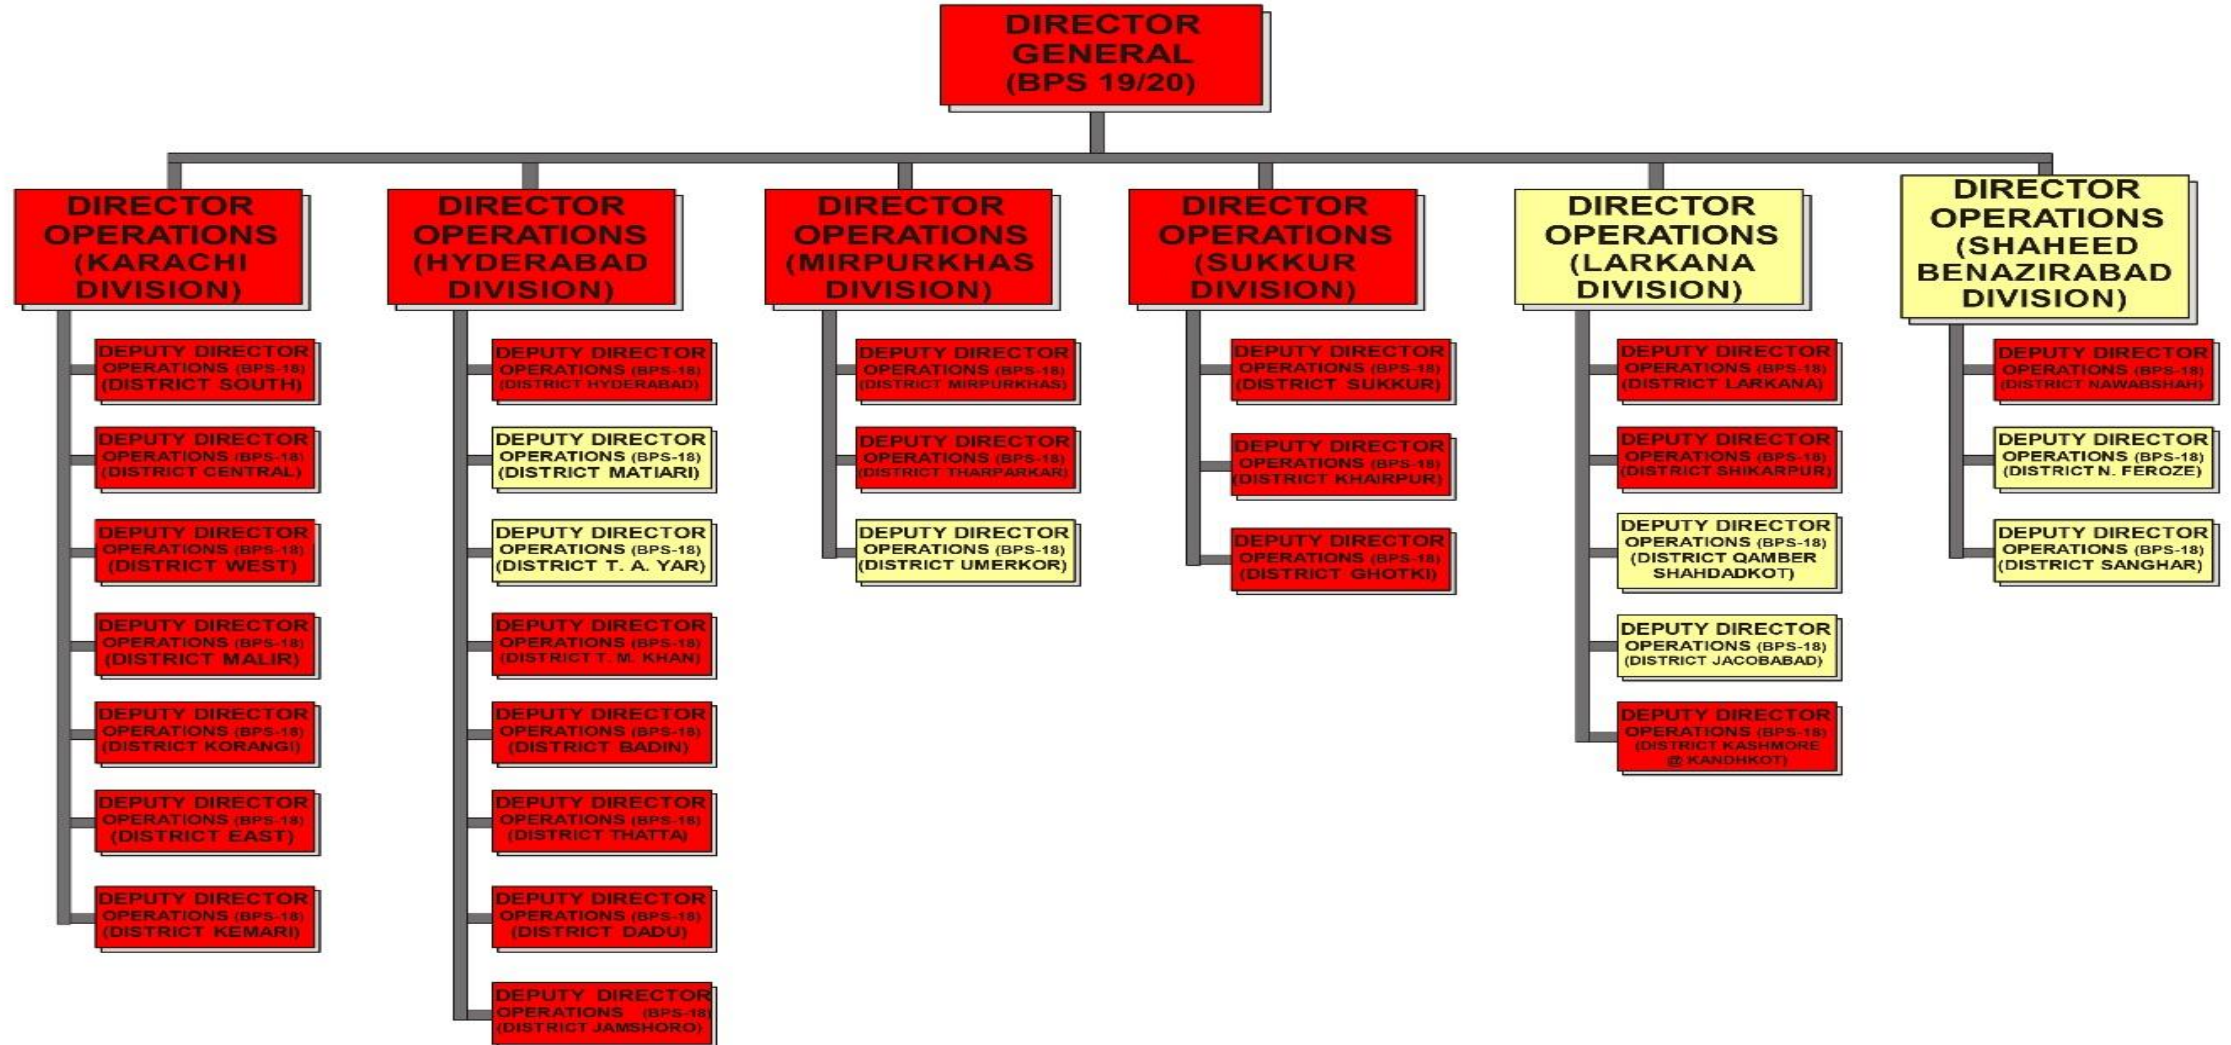 DIRECTOR
GENERAL
(BPS 19/20)
DIRECTOR
OPERATIONS
(KARACHI
DIVISION)
DEPUTY DIRECTOR
OPERATIONS (BPS-18)
(DISTRICT SOUTH)
DEPUTY DIRECTOR
OPERATIONS (BPS-18)
(DISTRICT CENTRAL)
DEPUTY DIRECTOR
OPERATIONS (BPS-18)
(DISTRICT WEST)
DEPUTY DIRECTOR
OPERATIONS (BPS-18)
(DISTRICT MALIR)
DEPUTY DIRECTOR
OPERATIONS (BPS-18)
(DISTRICT KORANGI)
DEPUTY DIRECTOR
OPERATIONS (BPS-18)
(DISTRICT EAST)
DEPUTY DIRECTOR
OPERATIONS (BPS-18)
(DISTRICT KEMARI)
DIRECTOR
OPERATIONS
(HYDERABAD
DIVISION)
DEPUTY DIRECTOR
OPERATIONS (BPS-18)
(DISTRICT HYDERABAD)
DEPUTY DIRECTOR
OPERATIONS (BPS-18)
(DISTRICT MATIARI)
DEPUTY DIRECTOR
OPERATIONS (BPS-18)
(DISTRICT T. A. YAR)
DEPUTY DIRECTOR
OPERATIONS (BPS-18)
(DISTRICT T. M. KHAN)
DEPUTY DIRECTOR
OPERATIONS (BPS-18)
(DISTRICT BADIN)
DEPUTY DIRECTOR
OPERATIONS (BPS-18)
(DISTRICT THATTA)
DEPUTY DIRECTOR
OPERATIONS (BPS-18)
(DISTRICT DADU)
DEPUTY DIRECTOR
OPERATIONS (BPS-18)
(DISTRICT JAMSHORO)
DIRECTOR
OPERATIONS
(MIRPURKHAS
DIVISION)
DEPUTY DIRECTOR
OPERATIONS (BPS-18)
(DISTRICT MIRPURKHAS)
DEPUTY DIRECTOR
OPERATIONS (BPS-18)
(DISTRICT THARPARKAR)
DEPUTY DIRECTOR
OPERATIONS (BPS-18)
(DISTRICT UMERKOR)
DIRECTOR
OPERATIONS
(SUKKUR
DIVISION)
DEPUTY DIRECTOR
OPERATIONS (BPS-18)
(DISTRICT SUKKUR)
DEPUTY DIRECTOR
OPERATIONS (BPS-18)
(DISTRICT KHAIRPUR)
DEPUTY DIRECTOR
OPERATIONS (BPS-18)
(DISTRICT GHOTKI)
DIRECTOR
OPERATIONS
(LARKANA
DIVISION)
DEPUTY DIRECTOR
OPERATIONS (BPS-18)
(DISTRICT LARKANA)
DEPUTY DIRECTOR
OPERATIONS (BPS-18)
(DISTRICT SHIKARPUR)
DEPUTY DIRECTOR
OPERATIONS (BPS-18)
(DISTRICT QAMBER
SHAHDADKOT)
DEPUTY DIRECTOR
OPERATIONS (BPS-18)
(DISTRICT JACOBABAD)
DEPUTY DIRECTOR
OPERATIONS (BPS-18)
(DISTRICT KASHMORE
@ KANDHKOT)
DIRECTOR
OPERATIONS
(SHAHEED
BENAZIRABAD
DIVISION)
DEPUTY DIRECTOR
OPERATIONS (BPS-18)
(DISTRICT NAWABSHAH)
DEPUTY DIRECTOR
OPERATIONS (BPS-18)
(DISTRICT N. FEROZE)
DEPUTY DIRECTOR
OPERATIONS (BPS-18)
(DISTRICT SANGHAR)